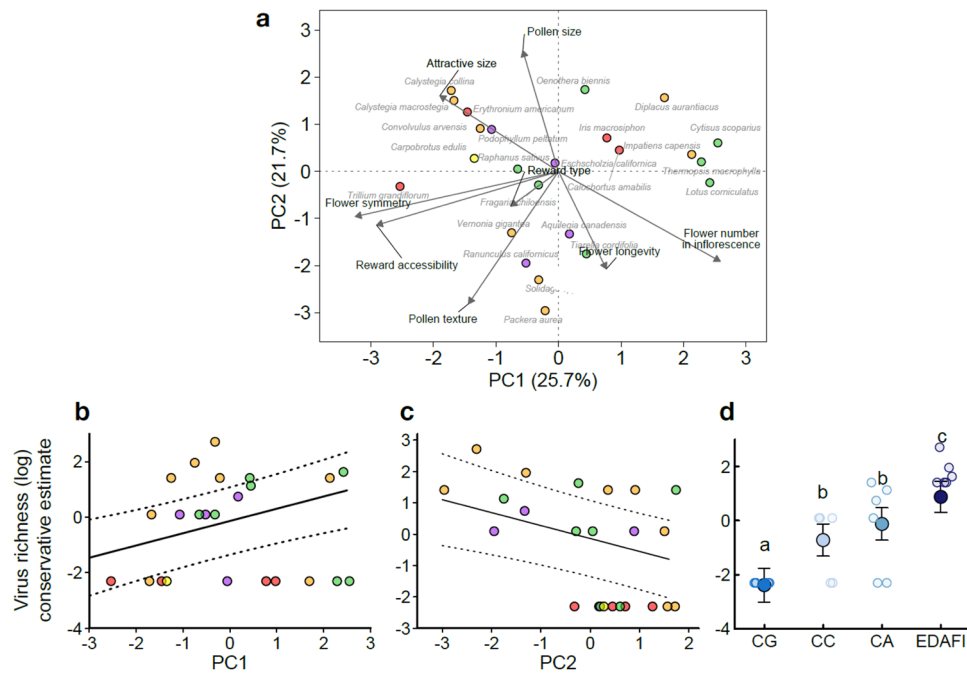 a
Pollen size
Attractive size
Calystegia collina
Oenothera biennis
Diplacus aurantiacus
Calystegia macrostegia
Erythronium americanum
Convolvulus arvensis
Podophyllum peltatum
Iris macrosiphon
Cytisus scoparius
Carpobrotus edulis
Raphanus sativus
Impatiens capensis
Eschscholzia californica
Thermopsis macrophylla
Reward type
Trillium grandiflorum
Calochortus amabilis
Lotus corniculatus
Flower symmetry
Fragaria chiloensis
Vernonia gigantea
Aquilegia canadensis
Flower number
in inflorescence
Tiarella cordifolia
Reward accessibility
Ranunculus californicus
Flower longevity
Pollen texture
Packera aurea
3
2
1
0
-1
-2
-3
PC2 (21.7%)
-3 -2 -1 0 1 2 3
PC1 (25.7%)
b
Virus richness (log)
conservative estimate
2
0
-2
-4
-3 -2 -1 0 1 2 3
PC1
c
3
2
1
0
-1
-2
-3
-3 -2 -1 0 1 2
PC2
d
2
0
-2
-4
a
b
b
c
CG CC CA EDAFI